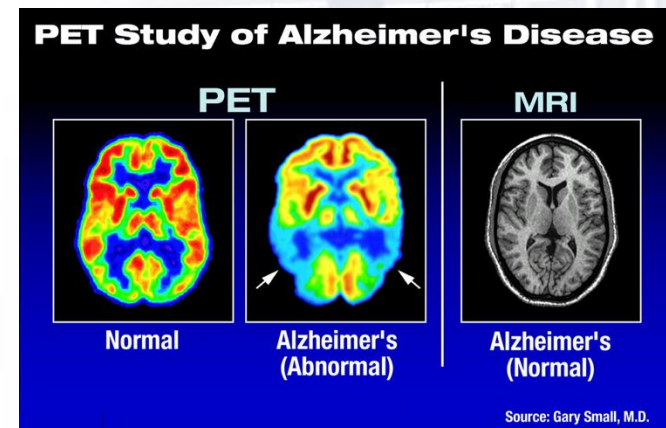 PET Study of Alzheimer's Disease
PET
MRI
Normal
Alzheimer's
(Abnormal)
Alzheimer's
(Normal)
Source: Gary Small, M.D.